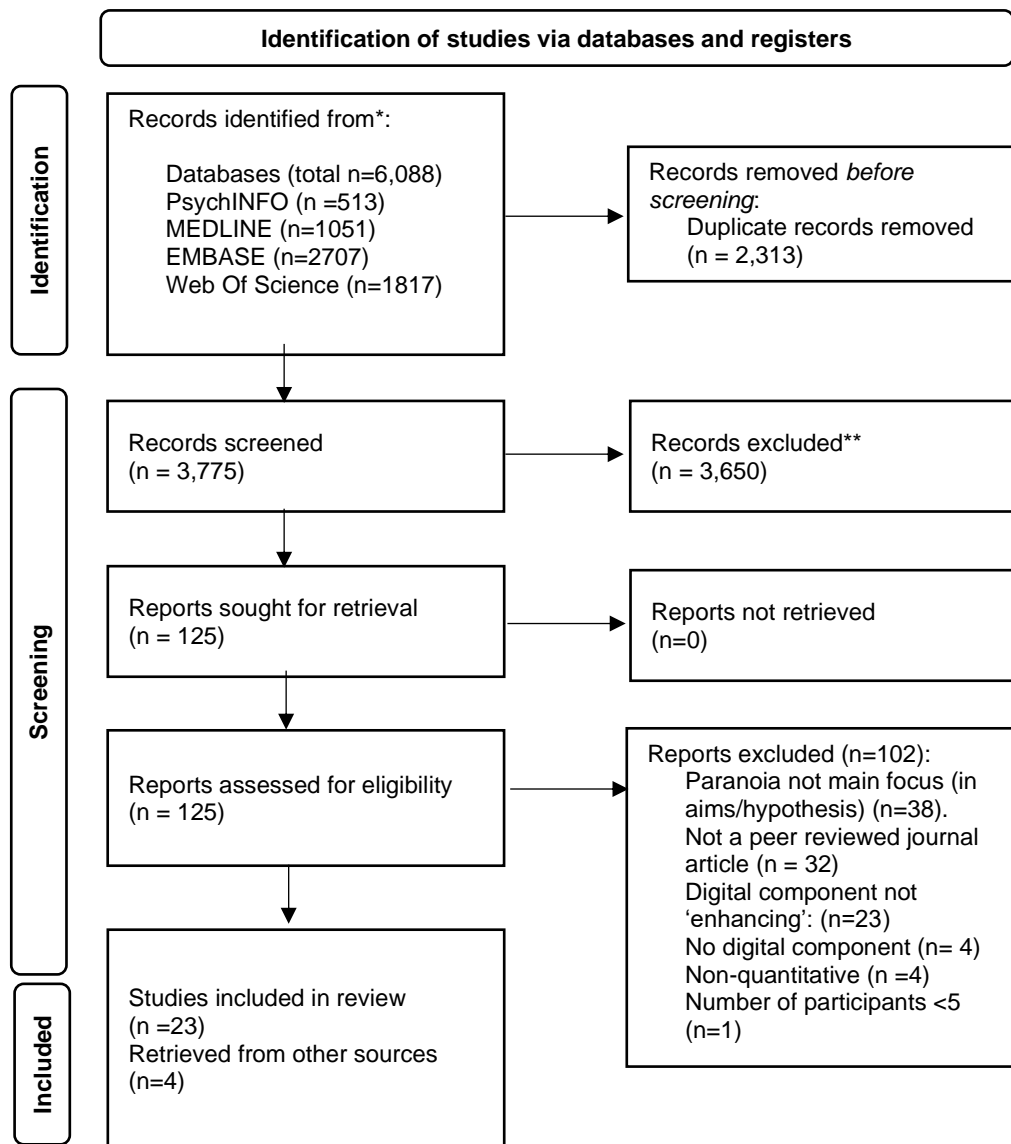 Identification of studies via databases and registers
Identification
Records identified from*:
Databases (total n=6,088)
PsychINFO (n =513)
MEDLINE (n=1051)
EMBASE (n=2707)
Web Of Science (n=1817)
Records removed before
screening:
Duplicate records removed
(n = 2,313)
Screening
Records screened
(n = 3,775)
Records excluded**
(n = 3,650)
Reports sought for retrieval
(n = 125)
Reports not retrieved
(n=0)
Reports assessed for eligibility
(n = 125)
Reports excluded (n=102):
Paranoia not main focus (in
aims/hypothesis) (n=38).
Not a peer reviewed journal
article (n = 32)
Digital component not
‘enhancing’: (n=23)
No digital component (n= 4)
Non-quantitative (n =4)
Number of participants <5
(n=1)
Included
Studies included in review
(n =23)
Retrieved from other sources
(n=4)